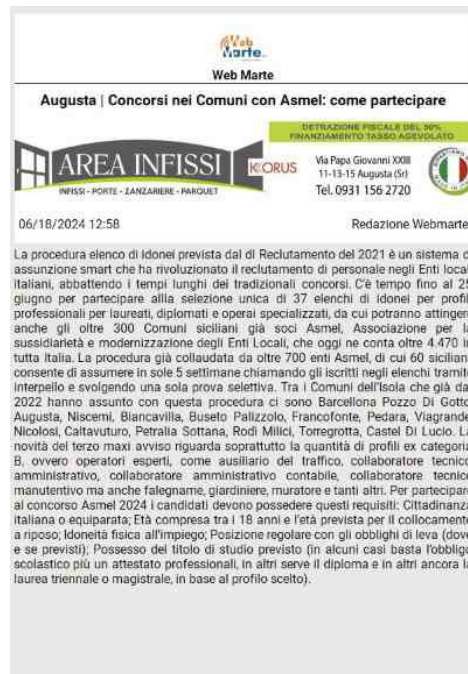 Web
Marte
Web Marte
Augusta | Concorsi nei Comuni con Asmel: come partecipare
DETRAZIONE FISCALE DEL 50%
FINANZIAMENTO TASSO AGEVOLATO
AREA INFISSI
KORUS
Via Papa Giovanni XXIII
11-13-15 Augusta (Sr)
Tel. 0931 156 2720
INFISSI - PORTE - ZANZARIERE - PARQUET
06/18/2024 12:58
Redazione Webmarte
La procedura elenco di idonei prevista dal dl Reclutamento del 2021 è un sistema d
assunzione smart che ha rivoluzionato il reclutamento di personale negli Enti local
italiani, abbattendo i tempi lunghi dei tradizionali concorsi. C'è tempo fino al 25
giugno per partecipare allla selezione unica di 37 elenchi di idonei per profil
professionali per laureati, diplomati e operai specializzati, da cui potranno attinger
anche gli oltre 300 Comuni siciliani già soci Asmel, Associazione per la
sussidiarietà e modernizzazione degli Enti Locali, che oggi ne conta oltre 4.470 in
tutta Italia. La procedura già collaudata da oltre 700 enti Asmel, di cui 60 siciliani
consente di assumere in sole 5 settimane chiamando gli iscritti negli elenchi tramite
interpello e svolgendo una sola prova selettiva. Tra i Comuni dell'Isola che già da
2022 hanno assunto con questa procedura ci sono Barcellona Pozzo Di Gotto
Augusta, Niscemi, Biancavilla, Buseto Palizzolo, Francofonte, Pedara, Viagrande
Nicolosi, Caltavuturo, Petralia Sottana, Rodì Milici, Torregrotta, Castel Di Lucio. La
novità del terzo maxi avviso riguarda soprattutto la quantità di profili ex categoria
B, ovvero operatori esperti, come ausiliario del traffico, collaboratore tecnico
amministrativo, collaboratore amministrativo contabile, collaboratore tecnico
manutentivo ma anche falegname, giardiniere, muratore e tanti altri. Per partecipare
al concorso Asmel 2024 i candidati devono possedere questi requisiti: Cittadinanza
italiana o equiparata; Età compresa tra i 18 anni e l'età prevista per il collocamento
a riposo; Idoneità fisica all'impiego; Posizione regolare con gli obblighi di leva (dove
e se previsti); Possesso del titolo di studio previsto (in alcuni casi basta l'obbligo
scolastico più un attestato professionali, in altri serve il diploma e in altri ancora la
laurea triennale o magistrale, in base al profilo scelto).